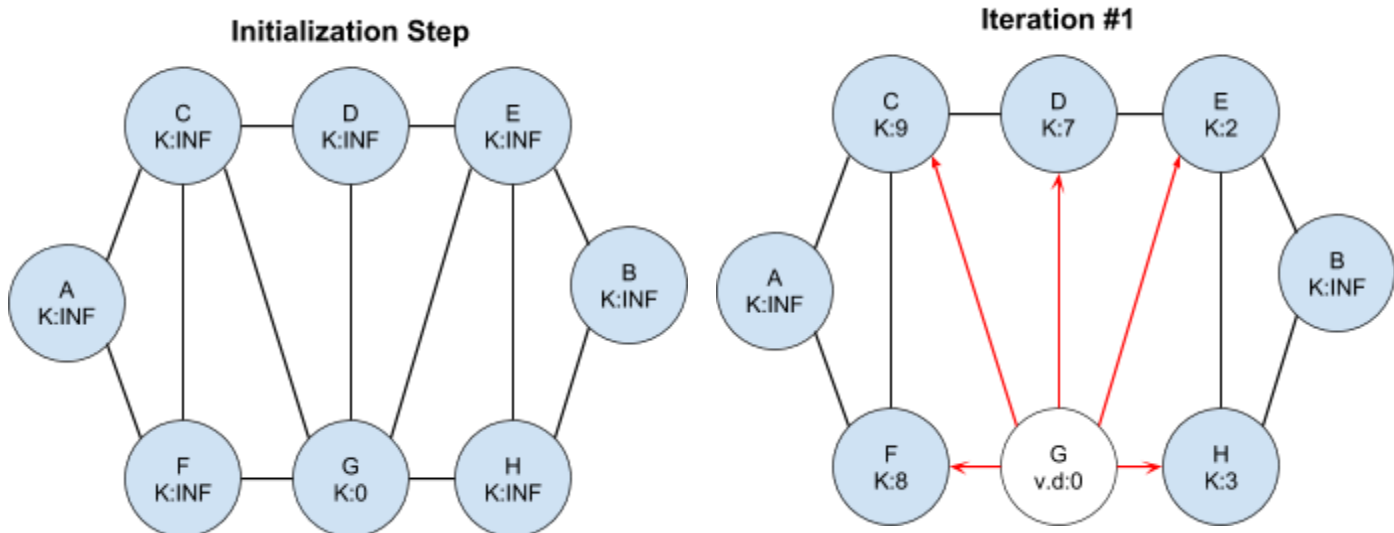 Initialization Step
C
K:INF
D
K:INF
E
K:INF
A
K:INF
B
K:INF
F
K:INF
G
K:0
H
K:INF
Iteration #1
C
K:9
D
K:7
E
K:2
A
K:INF
B
K:INF
F
K:8
G
v.d:0
H
K:3